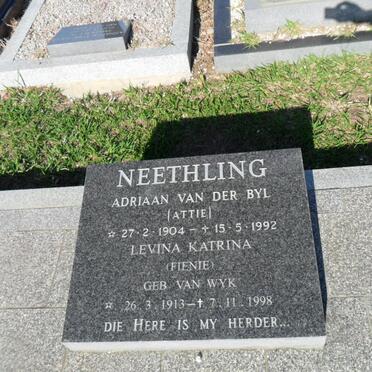 NEETHLING
ADRIAAN VAN DER BYL
(ATTIE)
☆ 27·2·1904 – ✝ 15·5·1992
LEVINA KATRINA
(FIENIE)
GEB VAN WYK
☆ 26.3.1913 – ✝ 7.11.1998
DIE HERE IS MY HERDER...